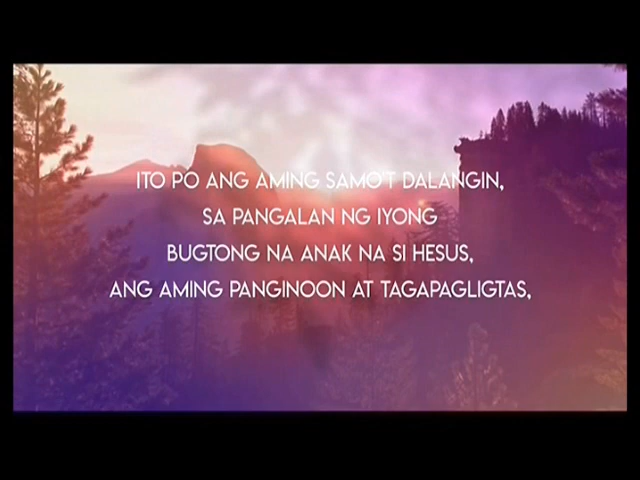 ITO PO ANG AMING SAMO'T DALANGIN,
SA PANGALAN NG IYONG
BUGTONG NA ANAK NA SI HESUS,
ANG AMING PANGINOON AT TAGAPAGLIGTAS,